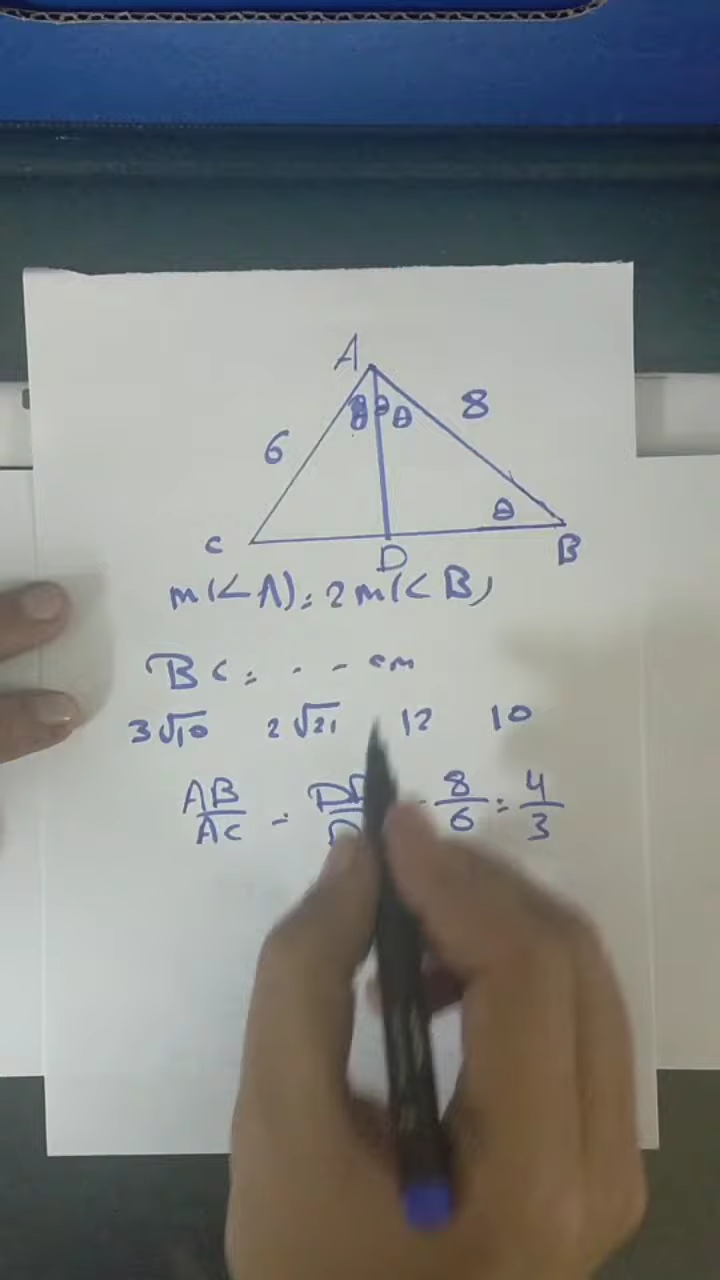 A
θ θ θ
8
6
θ
C
D
B
m(<A) = 2m(<B)
BC = . . - cm
3√10 2√21 12 10
AB/AC = = 8/6 = 4/3